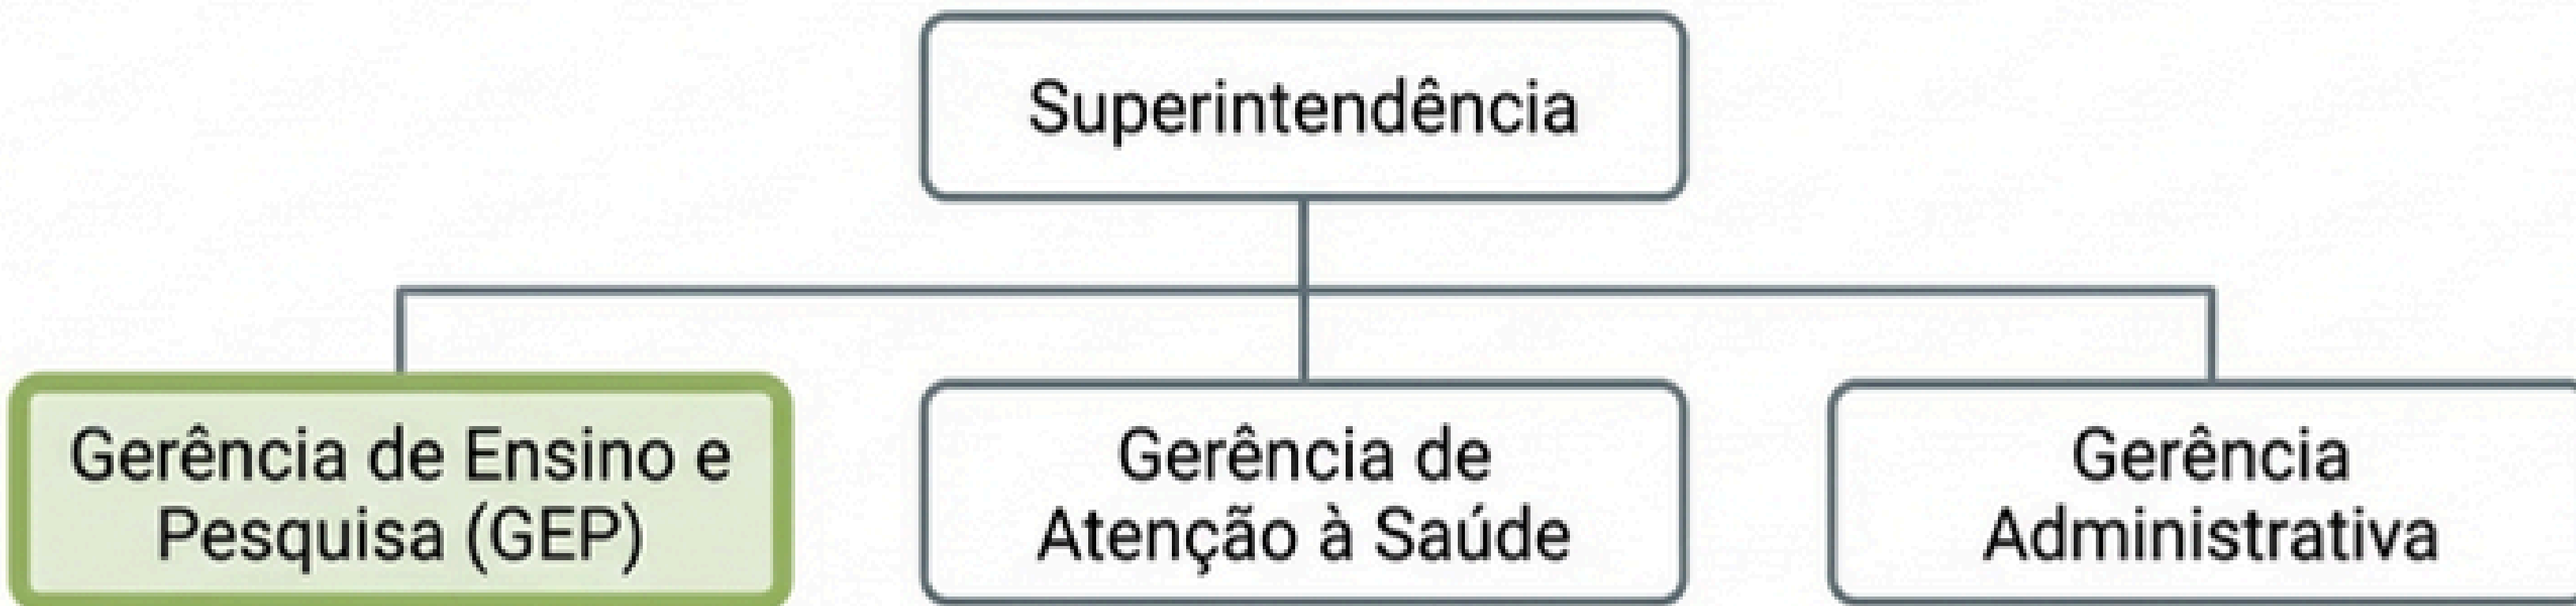 Superintendência
Gerência de Ensino e
Pesquisa (GEP)
Gerência de
Atenção à Saúde
Gerência
Administrativa